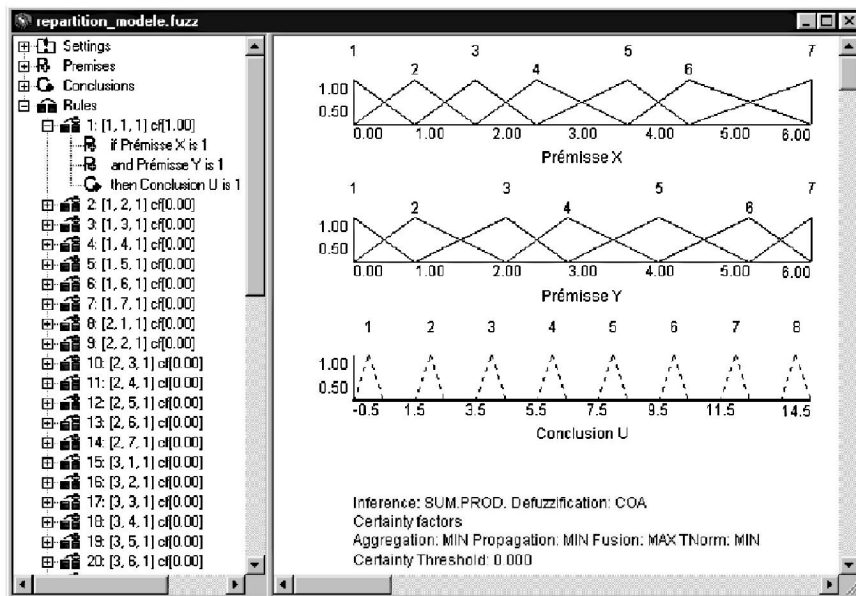 repartition_modele.fuzz
Settings
Premises
Conclusions
Rules
1: [1, 1, 1] cf[1.00]
if Prémisse X is 1
and Prémisse Y is 1
then Conclusion U is 1
2: [1, 2, 1] cf[0.00]
3: [1, 3, 1] cf[0.00]
4: [1, 4, 1] cf[0.00]
5: [1, 5, 1] cf[0.00]
6: [1, 6, 1] cf[0.00]
7: [1, 7, 1] cf[0.00]
8: [2, 1, 1] cf[0.00]
9: [2, 2, 1] cf[0.00]
10: [2, 3, 1] cf[0.00]
11: [2, 4, 1] cf[0.00]
12: [2, 5, 1] cf[0.00]
13: [2, 6, 1] cf[0.00]
14: [2, 7, 1] cf[0.00]
15: [3, 1, 1] cf[0.00]
16: [3, 2, 1] cf[0.00]
17: [3, 3, 1] cf[0.00]
18: [3, 4, 1] cf[0.00]
19: [3, 5, 1] cf[0.00]
20: [3, 6, 1] cf[0.00]
1 3 5 7
2 4 6
1.00
0.50
0.00 1.00 2.00 3.00 4.00 5.00 6.00
Prémisse X
1 3 5 7
2 4 6
1.00
0.50
0.00 1.00 2.00 3.00 4.00 5.00 6.00
Prémisse Y
1 2 3 4 5 6 7 8
1.00
0.50
-0.5 1.5 3.5 5.5 7.5 9.5 11.5 14.5
Conclusion U
Inference: SUM.PROD. Defuzzification: COA
Certainty factors
Aggregation: MIN Propagation: MIN Fusion: MAX TNorm: MIN
Certainty Threshold: 0.000